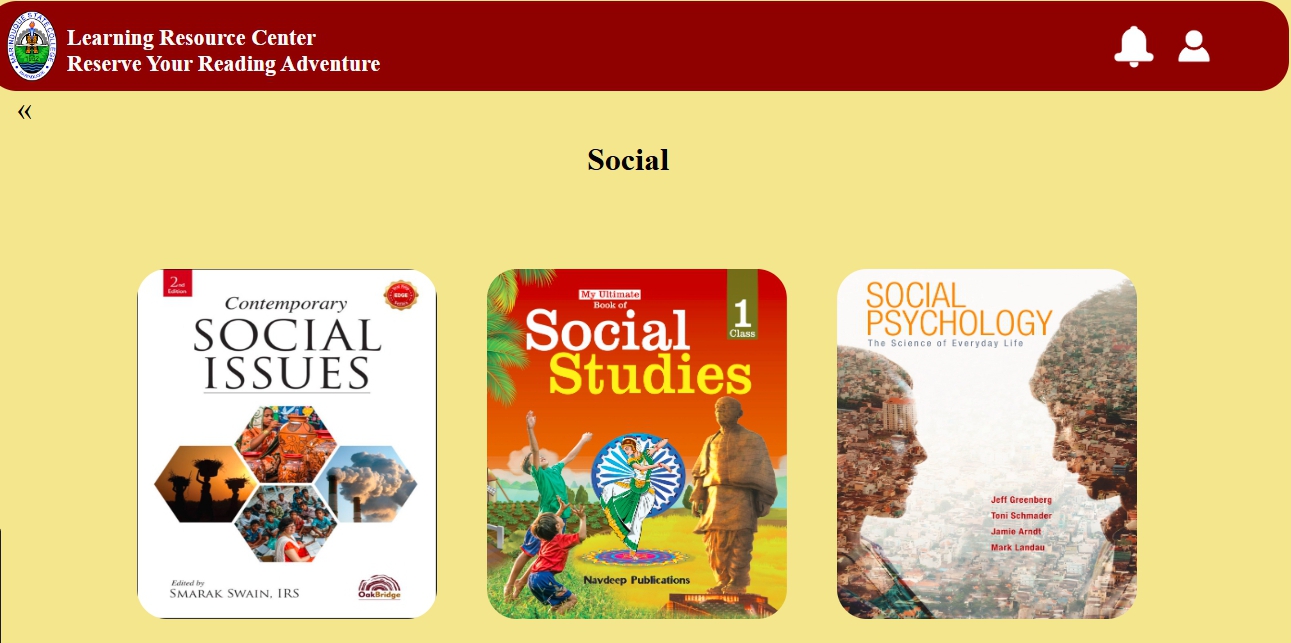 Learning Resource Center
Reserve Your Reading Adventure
«
Social
2nd
Edition
EDGE
Contemporary
SOCIAL
ISSUES
Edited by
SMARAK SWAIN, IRS
OakBridge
My Ultimate
Book of
Social
Studies
1
Class
Navdeep Publications
SOCIAL
PSYCHOLOGY
The Science of Everyday Life
Jeff Greenberg
Toni Schmader
Jamie Arndt
Mark Landau